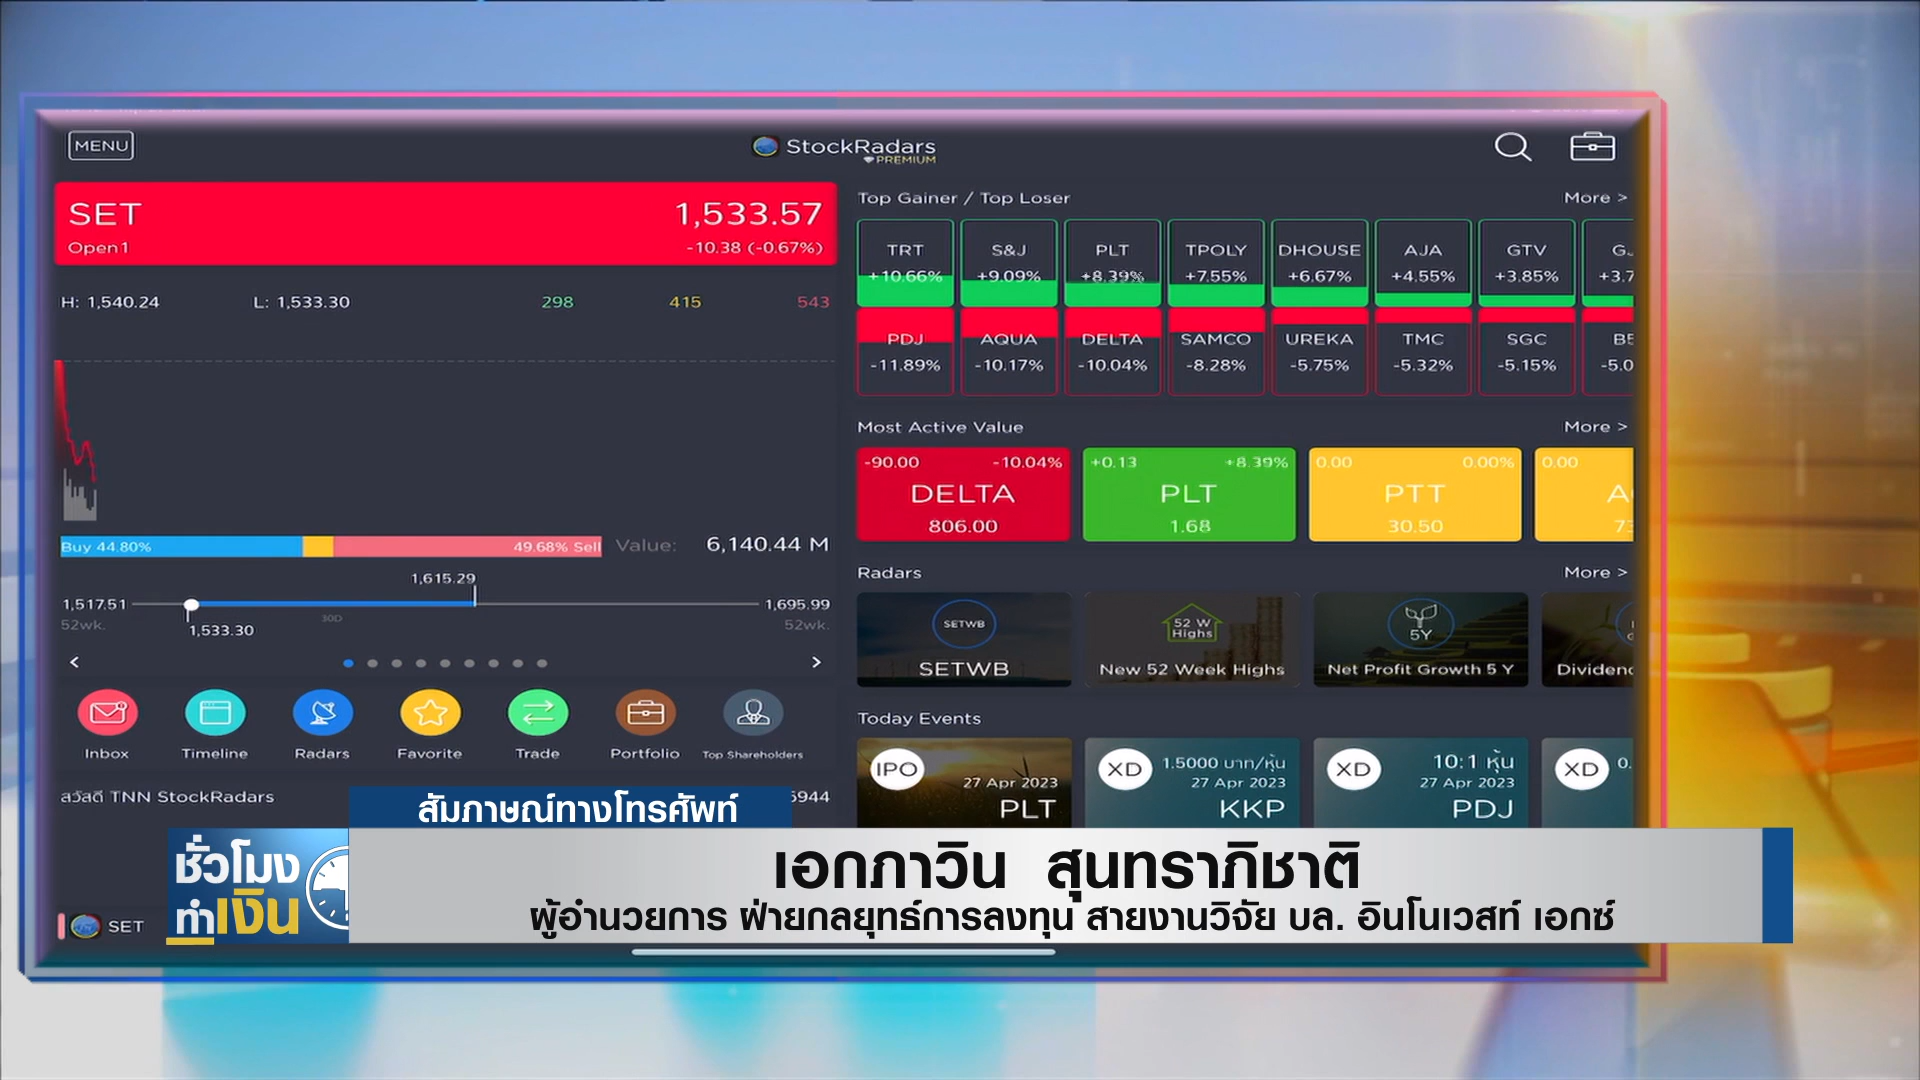 MENU
StockRadars
PREMIUM
SET
1,533.57
Open1
-10.38 (-0.67%)
H: 1,540.24
L: 1,533.30
298
415
543
Buy 44.80%
49.68% Sell
Value:
6,140.44 M
1,615.29
1,517.51
1,695.99
52wk.
30D
52wk.
1,533.30
<
>
Inbox
Timeline
Radars
Favorite
Trade
Portfolio
Top Shareholders
สวัสดี TNN StockRadars
5944
SET
Top Gainer / Top Loser
More >
TRT
S&J
PLT
TPOLY
DHOUSE
AJA
GTV
+10.66%
+9.09%
+8.39%
+7.55%
+6.67%
+4.55%
+3.85%
+3.7
PDJ
AQUA
DELTA
SAMCO
UREKA
TMC
SGC
-11.89%
-10.17%
-10.04%
-8.28%
-5.75%
-5.32%
-5.15%
-5.0
Most Active Value
More >
-90.00
-10.04%
DELTA
806.00
+0.13
+8.39%
PLT
1.68
0.00
0.00%
PTT
30.50
0.00
Radars
More >
SETWB
SETWB
52 W
Highs
New 52 Week Highs
5Y
Net Profit Growth 5 Y
Dividend
Today Events
IPO
27 Apr 2023
PLT
XD
1.5000 บาท/หุ้น
27 Apr 2023
KKP
XD
10:1 หุ้น
27 Apr 2023
PDJ
XD
0.
สัมภาษณ์ทางโทรศัพท์
ชั่วโมง
ทำเงิน
เอกภาวิน สุนทราภิชาติ
ผู้อำนวยการ ฝ่ายกลยุทธ์การลงทุน สายงานวิจัย บล. อินโนเวสท์ เอกซ์